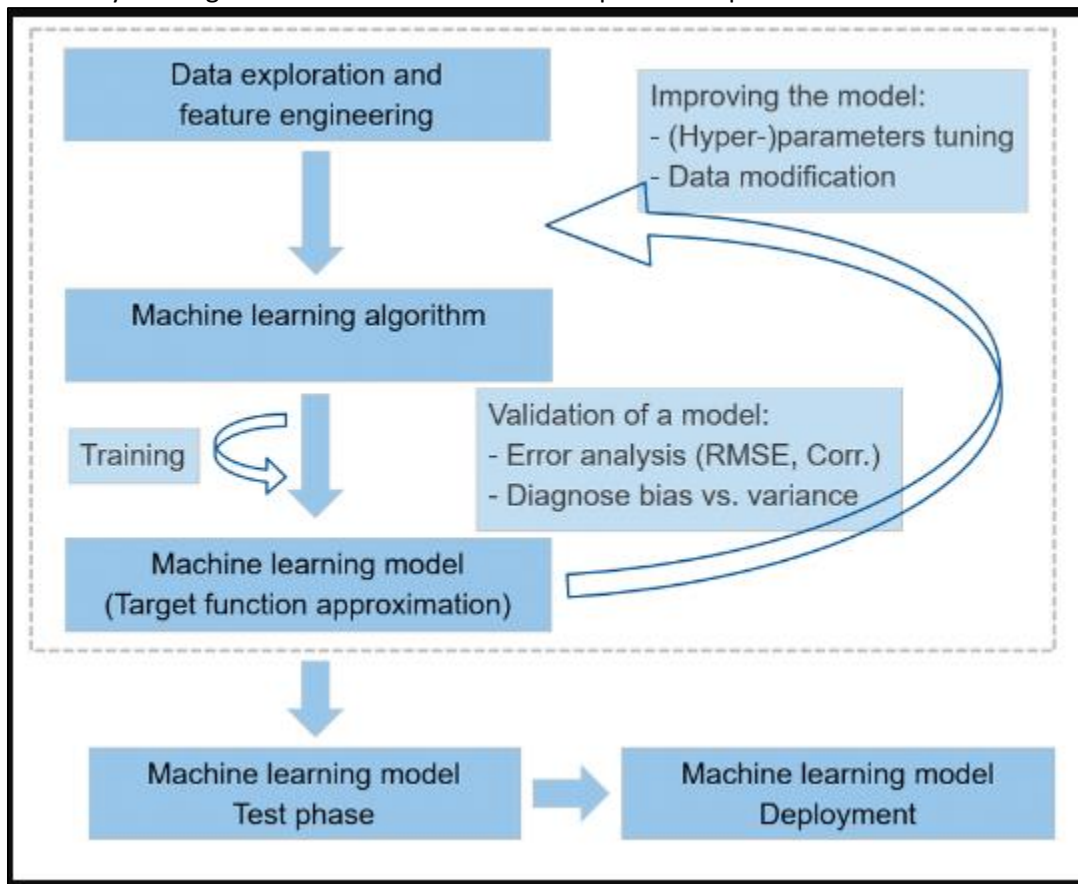 Data exploration and
feature engineering
Improving the model:
- (Hyper-)parameters tuning
- Data modification
Machine learning algorithm
Training
Validation of a model:
- Error analysis (RMSE, Corr.)
- Diagnose bias vs. variance
Machine learning model
(Target function approximation)
Machine learning model
Test phase
Machine learning model
Deployment